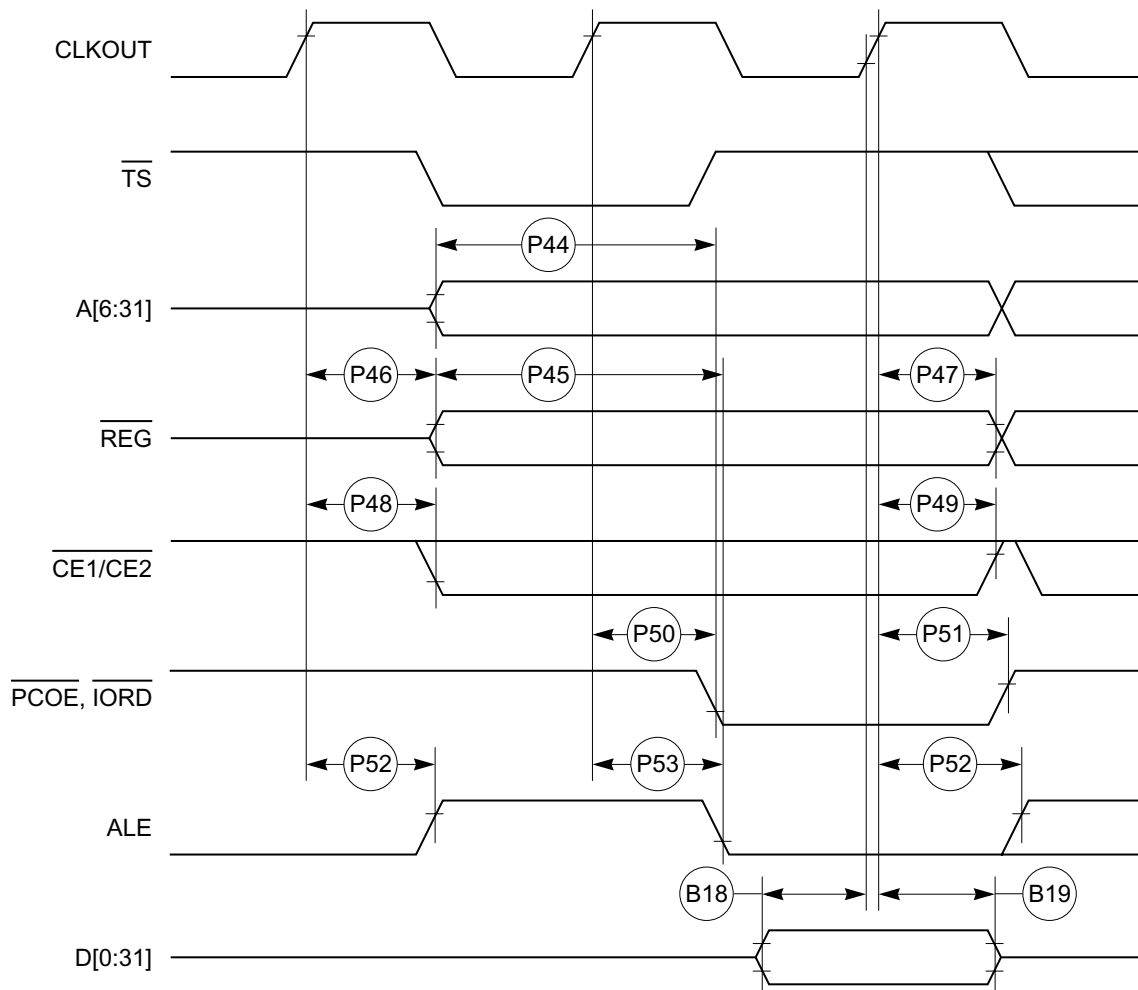 CLKOUT
TS
P44
A[6:31]
P46 P45 P47
REG
P48 P49
CE1/CE2
P50 P51
PCOE, IORD
P52 P53 P52
ALE
B18 B19
D[0:31]